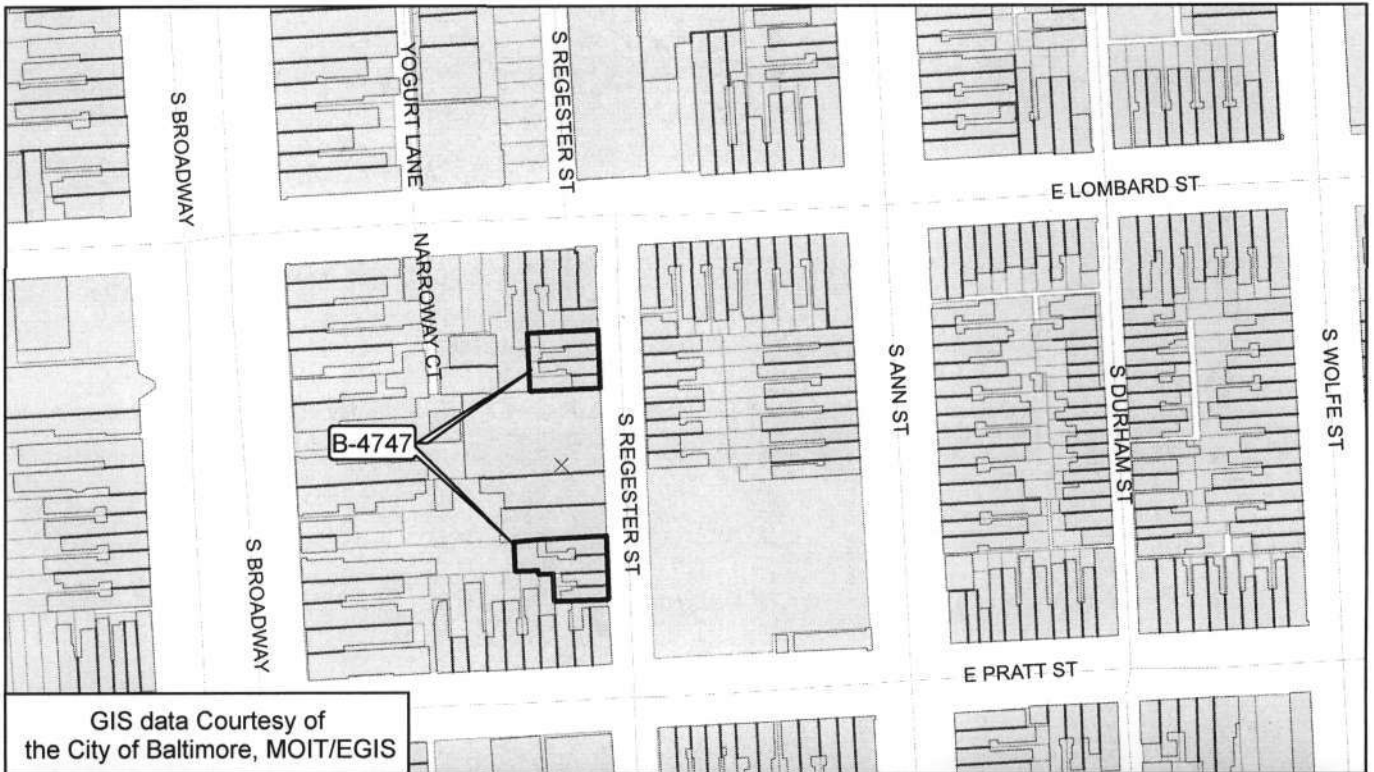 S BROADWAY
YOGURT LANE
S REGESTER ST
E LOMBARD ST
NARROWAY CT
B-4747
S REGESTER ST
S ANN ST
S DURHAM ST
S WOLFE ST
S BROADWAY
E PRATT ST
GIS data Courtesy of
the City of Baltimore, MOIT/EGIS